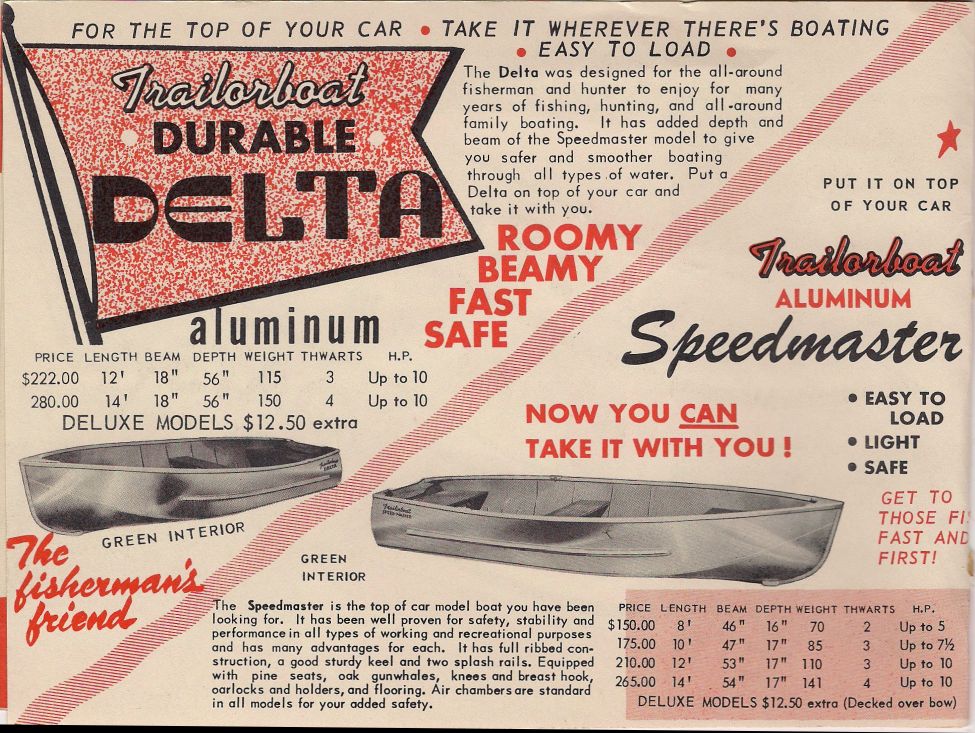 FOR THE TOP OF YOUR CAR • TAKE IT WHEREVER THERE'S BOATING
• EASY TO LOAD •
Trailorboat
DURABLE
DELTA
aluminum
The Delta was designed for the all-around
fisherman and hunter to enjoy for many
years of fishing, hunting, and all-around
family boating. It has added depth and
beam of the Speedmaster model to give
you safer and smoother boating
through all types of water. Put a
Delta on top of your car and
take it with you.
ROOMY
BEAMY
FAST
SAFE
PRICE LENGTH BEAM DEPTH WEIGHT THWARTS H.P.
$222.00 12' 18" 56" 115 3 Up to 10
280.00 14' 18" 56" 150 4 Up to 10
DELUXE MODELS $12.50 extra
Trailorboat
DELTA
GREEN INTERIOR
The
fisherman's
friend
PUT IT ON TOP
OF YOUR CAR
Trailorboat
ALUMINUM
Speedmaster
• EASY TO
LOAD
• LIGHT
• SAFE
NOW YOU CAN
TAKE IT WITH YOU!
GET TO
THOSE FI
FAST AND
FIRST!
Trailorboat
SPEED-MASTER
GREEN
INTERIOR
The Speedmaster is the top of car model boat you have been
looking for. It has been well proven for safety, stability and
performance in all types of working and recreational purposes
and has many advantages for each. It has full ribbed con-
struction, a good sturdy keel and two splash rails. Equipped
with pine seats, oak gunwhales, knees and breast hook,
oarlocks and holders, and flooring. Air chambers are standard
in all models for your added safety.
PRICE LENGTH BEAM DEPTH WEIGHT THWARTS H.P.
$150.00 8' 46" 16" 70 2 Up to 5
175.00 10' 47" 17" 85 3 Up to 7½
210.00 12' 53" 17" 110 3 Up to 10
265.00 14' 54" 17" 141 4 Up to 10
DELUXE MODELS $12.50 extra (Decked over bow)